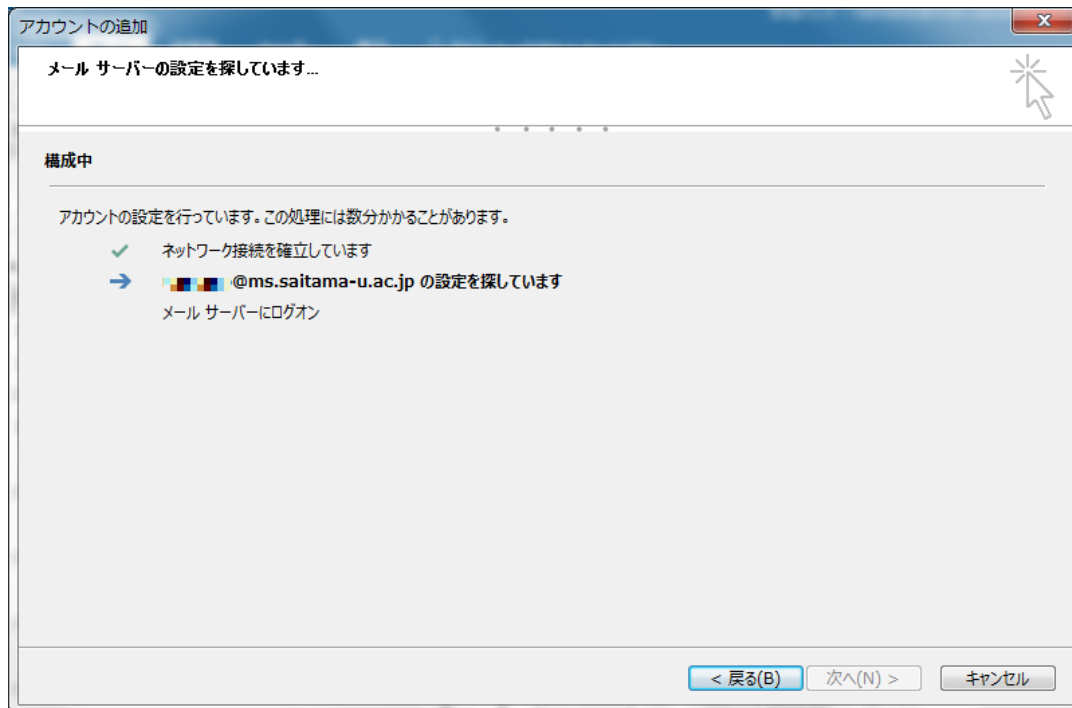 アカウントの追加
メール サーバーの設定を探しています...
構成中
アカウントの設定を行っています。この処理には数分かかることがあります。
ネットワーク接続を確立しています
@ms.saitama-u.ac.jp の設定を探しています
メール サーバーにログオン
< 戻る(B) 次へ(N) > キャンセル